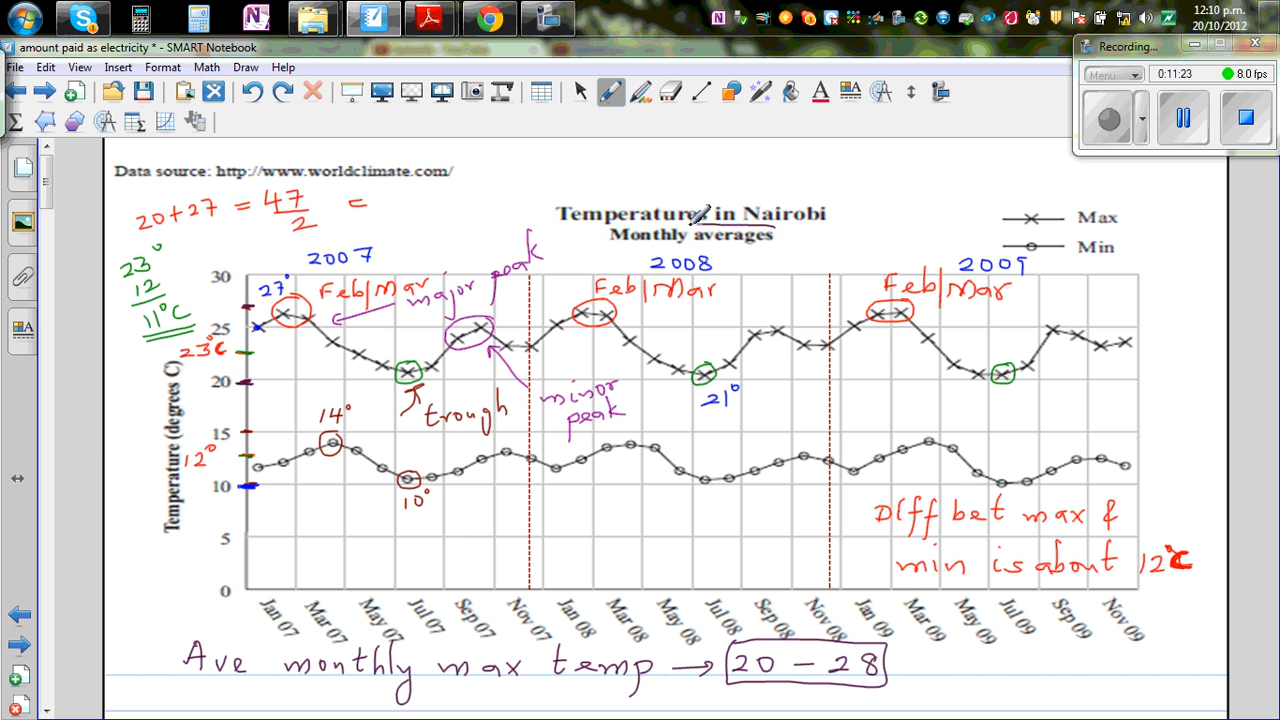 12:10 p.m.
20/10/2012
amount paid as electricity * - SMART Notebook
File Edit View Insert Format Math Draw Help
Recording...
Menu
0:11:23
8.0 fps
Data source: http://www.worldclimate.com/
20+27 = 47/2 =
Temperatures in Nairobi
Monthly averages
Max
Min
23°
12
11°C
2007
2008
2009
27°
Feb/Mar
major peak
Feb/Mar
Feb/Mar
30
25
20
15
10
5
0
Temperature (degrees C)
23°C
12°
14°
10°
trough
minor
peak
21°
Diff bet max &
min is about 12°C
Jan 07
Mar 07
May 07
Jul 07
Sep 07
Nov 07
Jan 08
Mar 08
May 08
Jul 08
Sep 08
Nov 08
Jan 09
Mar 09
May 09
Jul 09
Sep 09
Nov 09
Ave monthly max temp → 20 - 28